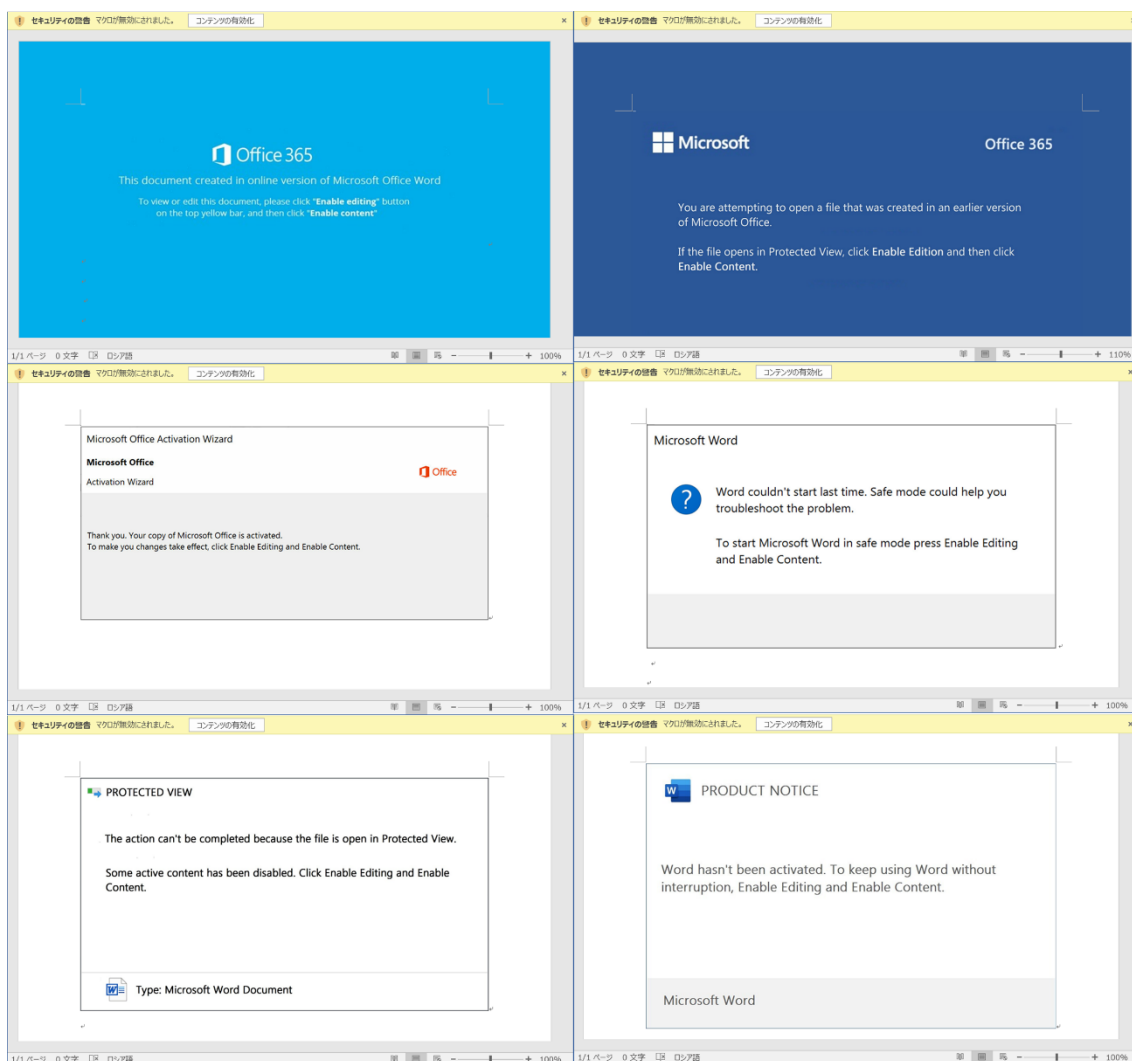 セキュリティの警告 マクロが無効にされました。 コンテンツの有効化 ×
Office 365
This document created in online version of Microsoft Office Word
To view or edit this document, please click "Enable editing" button
on the top yellow bar, and then click "Enable content"
1/1 ページ 0 文字 ロシア語 100%
セキュリティの警告 マクロが無効にされました。 コンテンツの有効化
Microsoft Office 365
You are attempting to open a file that was created in an earlier version
of Microsoft Office.
If the file opens in Protected View, click Enable Edition and then click
Enable Content.
1/1 ページ 0 文字 ロシア語 110%
セキュリティの警告 マクロが無効にされました。 コンテンツの有効化 ×
Microsoft Office Activation Wizard
Microsoft Office
Activation Wizard
Office
Thank you. Your copy of Microsoft Office is activated.
To make you changes take effect, click Enable Editing and Enable Content.
1/1 ページ 0 文字 ロシア語 100%
セキュリティの警告 マクロが無効にされました。 コンテンツの有効化 ×
Microsoft Word
?
Word couldn't start last time. Safe mode could help you
troubleshoot the problem.
To start Microsoft Word in safe mode press Enable Editing
and Enable Content.
1/1 ページ 0 文字 ロシア語 100%
セキュリティの警告 マクロが無効にされました。 コンテンツの有効化 ×
PROTECTED VIEW
The action can't be completed because the file is open in Protected View.
Some active content has been disabled. Click Enable Editing and Enable
Content.
W Type: Microsoft Word Document
1/1 ページ 0 文字 ロシア語 100%
セキュリティの警告 マクロが無効にされました。 コンテンツの有効化 ×
W PRODUCT NOTICE
Word hasn't been activated. To keep using Word without
interruption, Enable Editing and Enable Content.
Microsoft Word
1/1 ページ 0 文字 ロシア語 100%